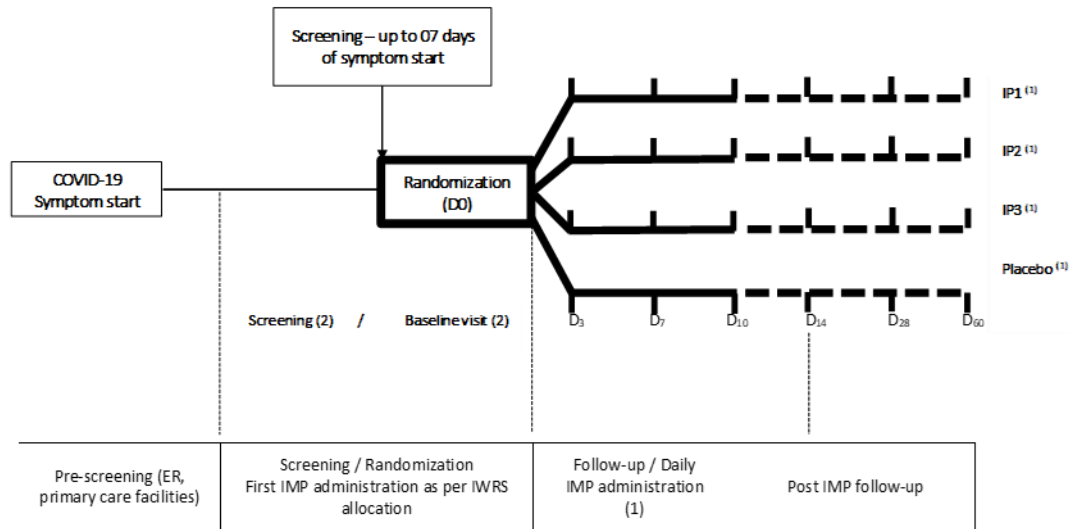 Screening – up to 07 days
of symptom start
COVID-19
Symptom start
Randomization
(D0)
IP1 (1)
IP2 (1)
IP3 (1)
Placebo (1)
Screening (2) / Baseline visit (2)
D3 D7 D10 D14 D28 D60
Pre-screening (ER,
primary care facilities)
Screening / Randomization
First IMP administration as per IWRS
allocation
Follow-up / Daily
IMP administration
(1)
Post IMP follow-up